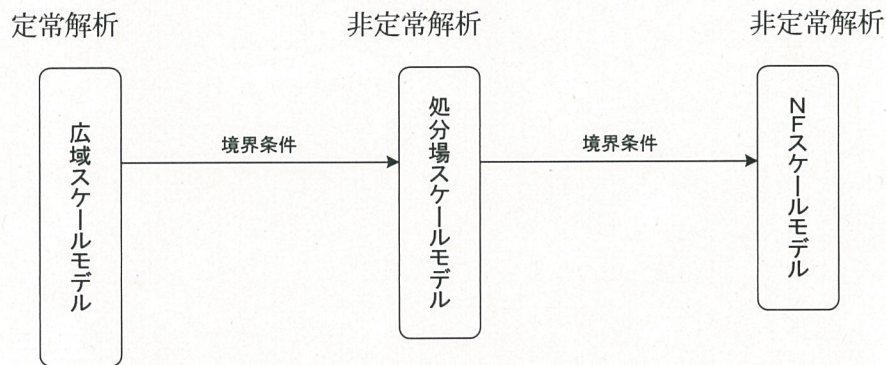 定常解析
非定常解析
非定常解析
広域スケールモデル
境界条件
処分場スケールモデル
境界条件
NFスケールモデル